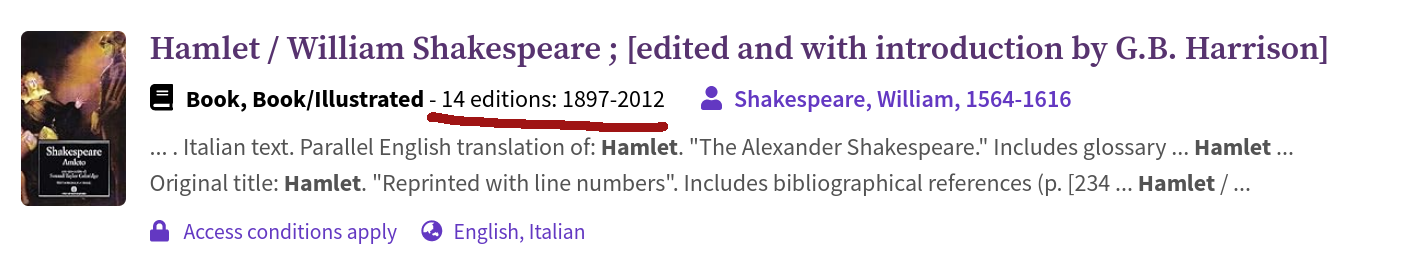 Hamlet / William Shakespeare ; [edited and with introduction by G.B. Harrison]
Book, Book/Illustrated - 14 editions: 1897-2012
Shakespeare, William, 1564-1616
... . Italian text. Parallel English translation of: Hamlet. "The Alexander Shakespeare." Includes glossary ... Hamlet ...
Original title: Hamlet. "Reprinted with line numbers". Includes bibliographical references (p. [234 ... Hamlet / ...
Access conditions apply
English, Italian
Shakespeare
Amleto